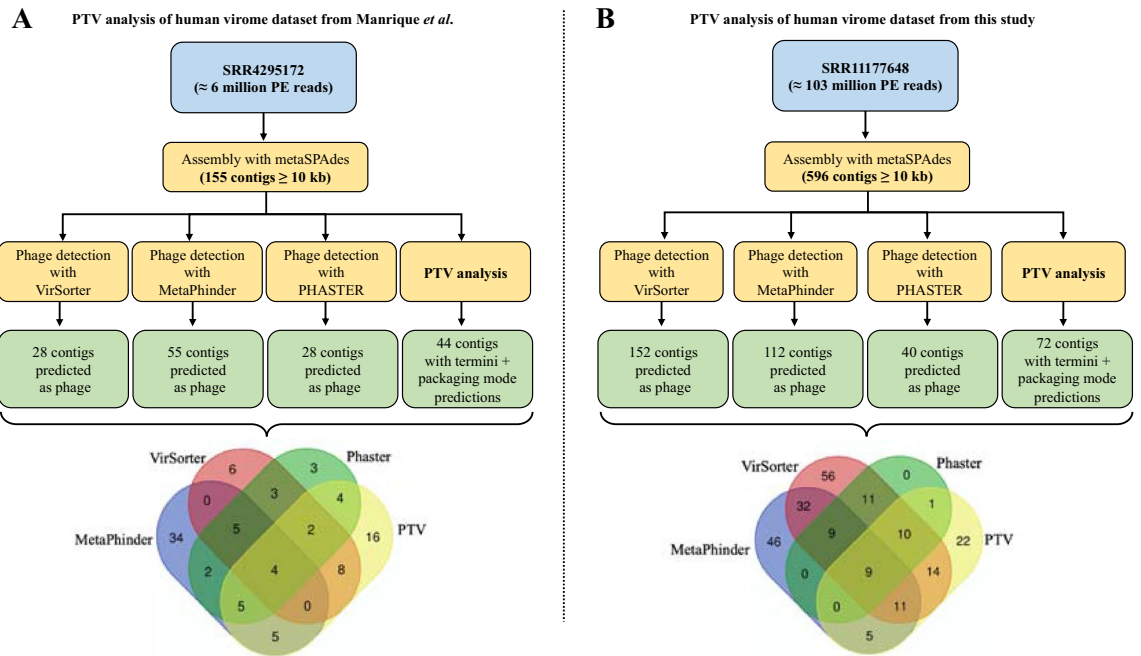 A
PTV analysis of human virome dataset from Manrique et al.
SRR4295172
(≈ 6 million PE reads)
Assembly with metaSPAdes
(155 contigs ≥ 10 kb)
Phage detection
with
VirSorter
Phage detection
with
MetaPhinder
Phage detection
with
PHASTER
PTV analysis
28 contigs
predicted
as phage
55 contigs
predicted
as phage
28 contigs
predicted
as phage
44 contigs
with termini +
packaging mode
predictions
VirSorter
Phaster
MetaPhinder
PTV
6
3
0
3
4
34
5
2
16
2
4
8
5
0
5
B
PTV analysis of human virome dataset from this study
SRR11177648
(≈ 103 million PE reads)
Assembly with metaSPAdes
(596 contigs ≥ 10 kb)
Phage detection
with
VirSorter
Phage detection
with
MetaPhinder
Phage detection
with
PHASTER
PTV analysis
152 contigs
predicted
as phage
112 contigs
predicted
as phage
40 contigs
predicted
as phage
72 contigs
with termini +
packaging mode
predictions
VirSorter
Phaster
MetaPhinder
PTV
56
0
32
11
1
46
9
10
22
0
9
14
0
11
5